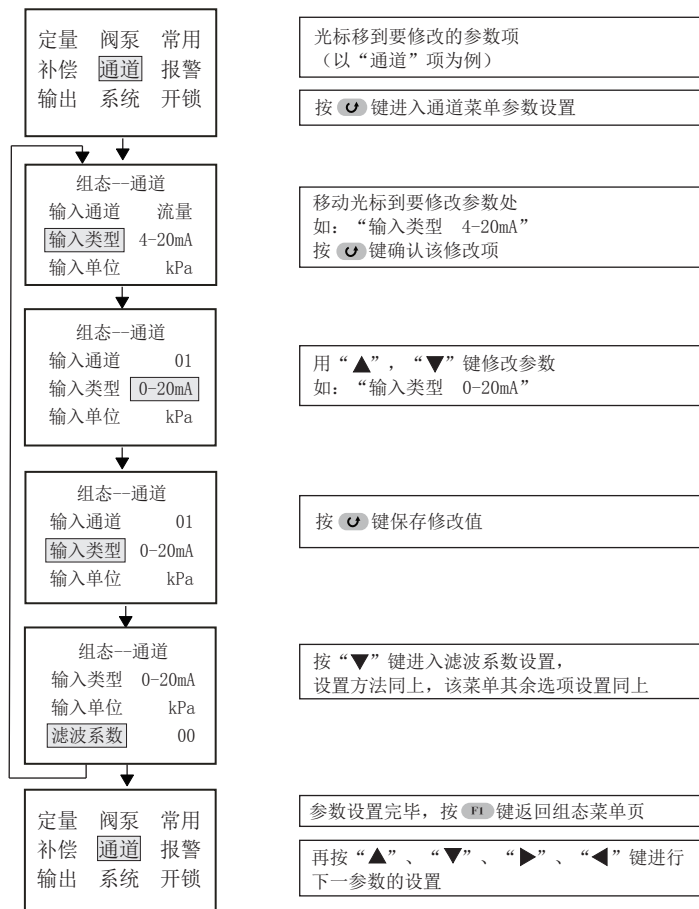 定量 阀泵 常用
补偿 通道 报警
输出 系统 开锁
光标移到要修改的参数项
（以“通道”项为例）
按 键进入通道菜单参数设置
组态--通道
输入通道 流量
输入类型 4-20mA
输入单位 kPa
移动光标到要修改参数处
如：“输入类型 4-20mA”
按 键确认该修改项
组态--通道
输入通道 01
输入类型 0-20mA
输入单位 kPa
用“▲”，“▼”键修改参数
如：“输入类型 0-20mA”
组态--通道
输入通道 01
输入类型 0-20mA
输入单位 kPa
按 键保存修改值
组态--通道
输入类型 0-20mA
输入单位 kPa
滤波系数 00
按“▼”键进入滤波系数设置，
设置方法同上，该菜单其余选项设置同上
定量 阀泵 常用
补偿 通道 报警
输出 系统 开锁
参数设置完毕，按 F1 键返回组态菜单页
再按“▲”、“▼”、“▶”、“◀”键进行
下一参数的设置